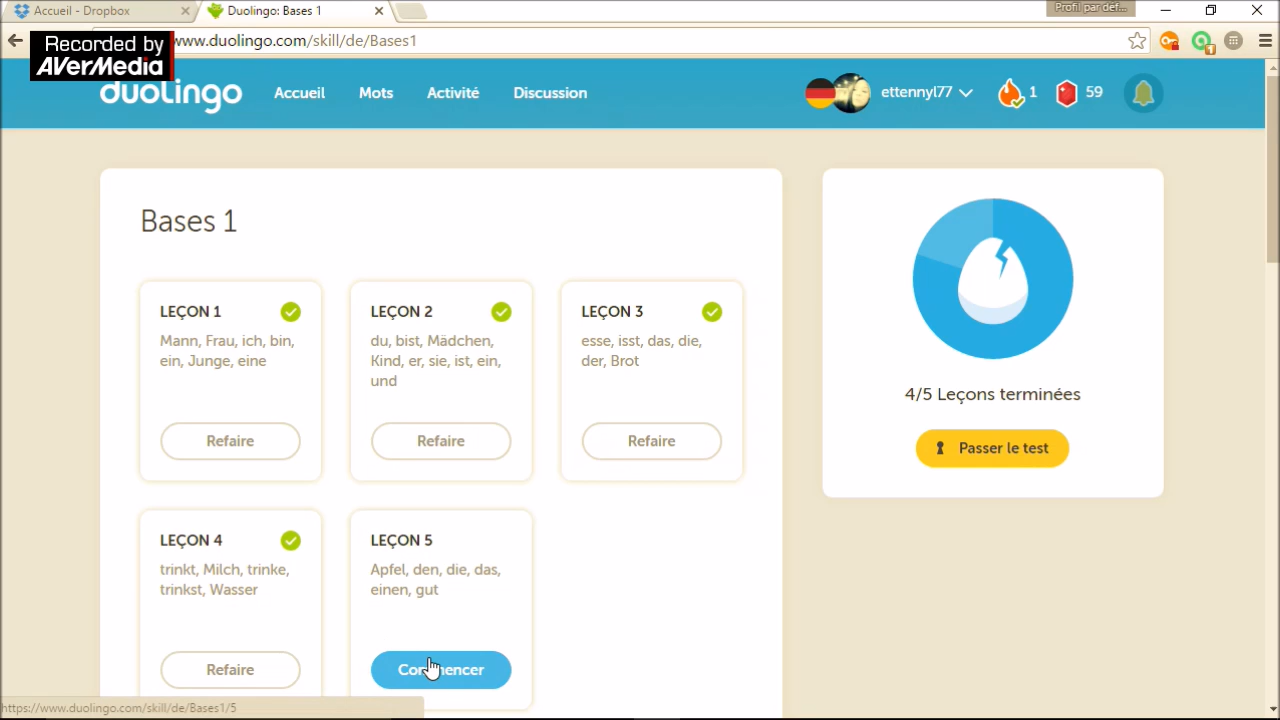 Accueil - Dropbox
Duolingo: Bases 1
Profil par déf...
www.duolingo.com/skill/de/Bases1
Recorded by
AVerMedia
duolingo
Accueil
Mots
Activité
Discussion
ettennyl77
1
59
Bases 1
LEÇON 1
Mann, Frau, ich, bin,
ein, Junge, eine
Refaire
LEÇON 2
du, bist, Mädchen,
Kind, er, sie, ist, ein,
und
Refaire
LEÇON 3
esse, isst, das, die,
der, Brot
Refaire
4/5 Leçons terminées
Passer le test
LEÇON 4
trinkt, Milch, trinke,
trinkst, Wasser
Refaire
LEÇON 5
Apfel, den, die, das,
einen, gut
Commencer
https://www.duolingo.com/skill/de/Bases1/5